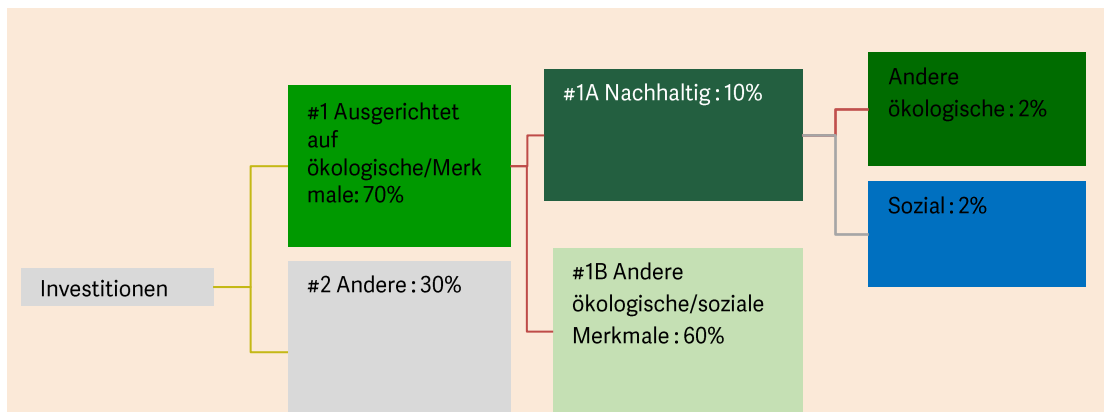 Investitionen
#1 Ausgerichtet
auf
ökologische/Merk
male: 70%
#2 Andere : 30%
#1A Nachhaltig : 10%
#1B Andere
ökologische/soziale
Merkmale : 60%
Andere
ökologische : 2%
Sozial : 2%